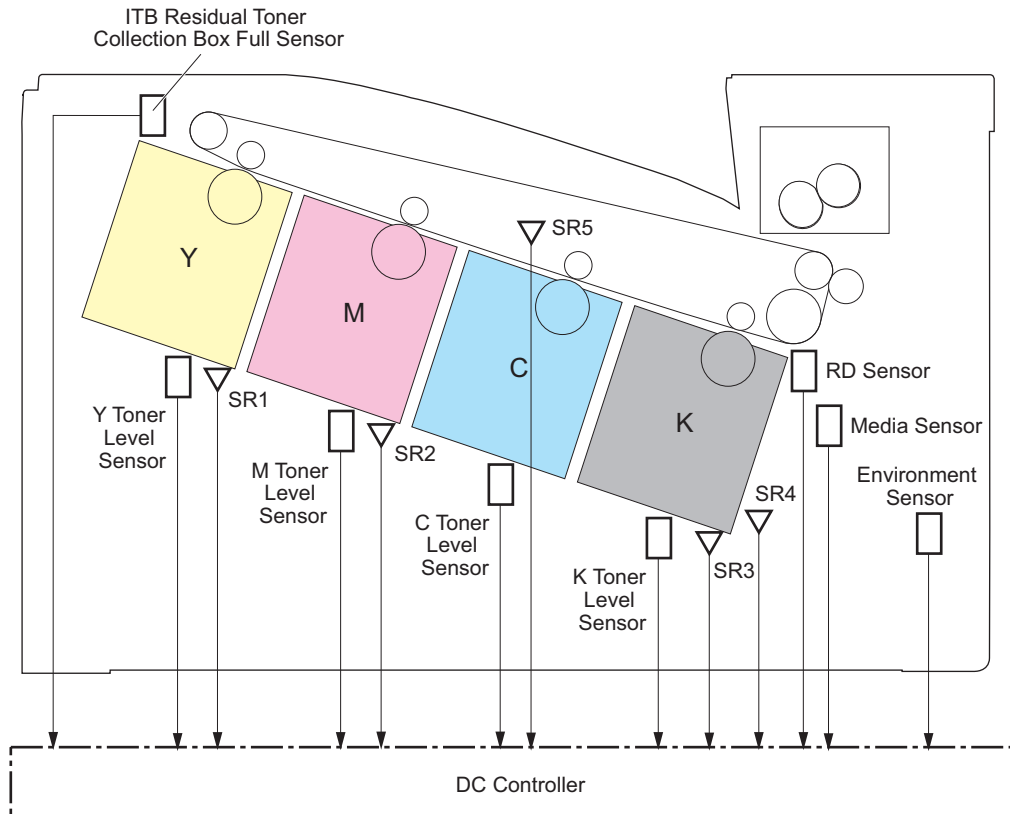 ITB Residual Toner
Collection Box Full Sensor
Y
M
SR5
C
K
SR1
Y Toner
Level
Sensor
SR2
M Toner
Level
Sensor
C Toner
Level
Sensor
K Toner
Level
Sensor
SR3
SR4
RD Sensor
Media Sensor
Environment
Sensor
DC Controller